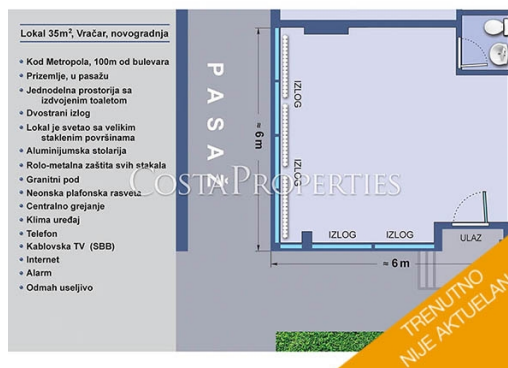 Lokal 35m², Vračar, novogradnja
• Kod Metropola, 100m od bulevara
• Prizemlje, u pasažu
• Jednodelna prostorija sa
izdvojenim toaletom
• Dvostrani izlog
• Lokal je svetao sa velikim
staklenim površinama
• Aluminijumska stolarija
• Rolo-metalna zaštita svih stakala
• Granitni pod
• Neonska plafonska rasveta
• Centralno grejanje
• Klima uređaj
• Telefon
• Kablovska TV (SBB)
• Internet
• Alarm
• Odmah useljivo
PASAŽ
≈ 6 m
IZLOG
IZLOG
COSTAPROPERTIES
IZLOG
IZLOG
ULAZ
≈ 6 m
TRENUTNO
NIJE AKTUELAN